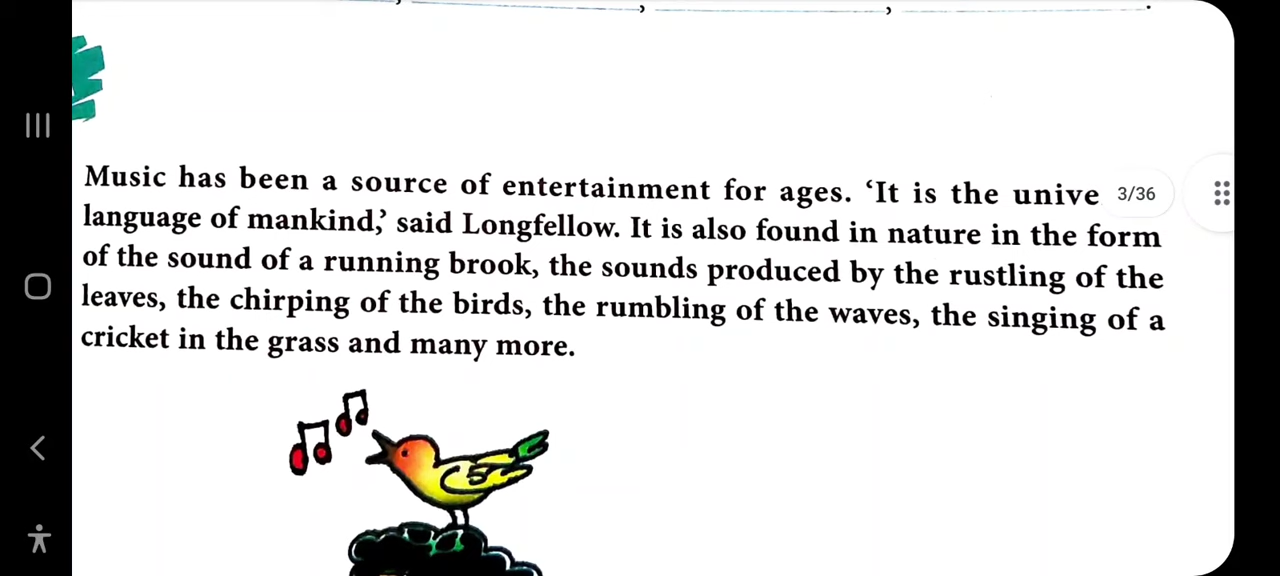 Music has been a source of entertainment for ages. ‘It is the unive
3/36
language of mankind,’ said Longfellow. It is also found in nature in the form
of the sound of a running brook, the sounds produced by the rustling of the
leaves, the chirping of the birds, the rumbling of the waves, the singing of a
cricket in the grass and many more.